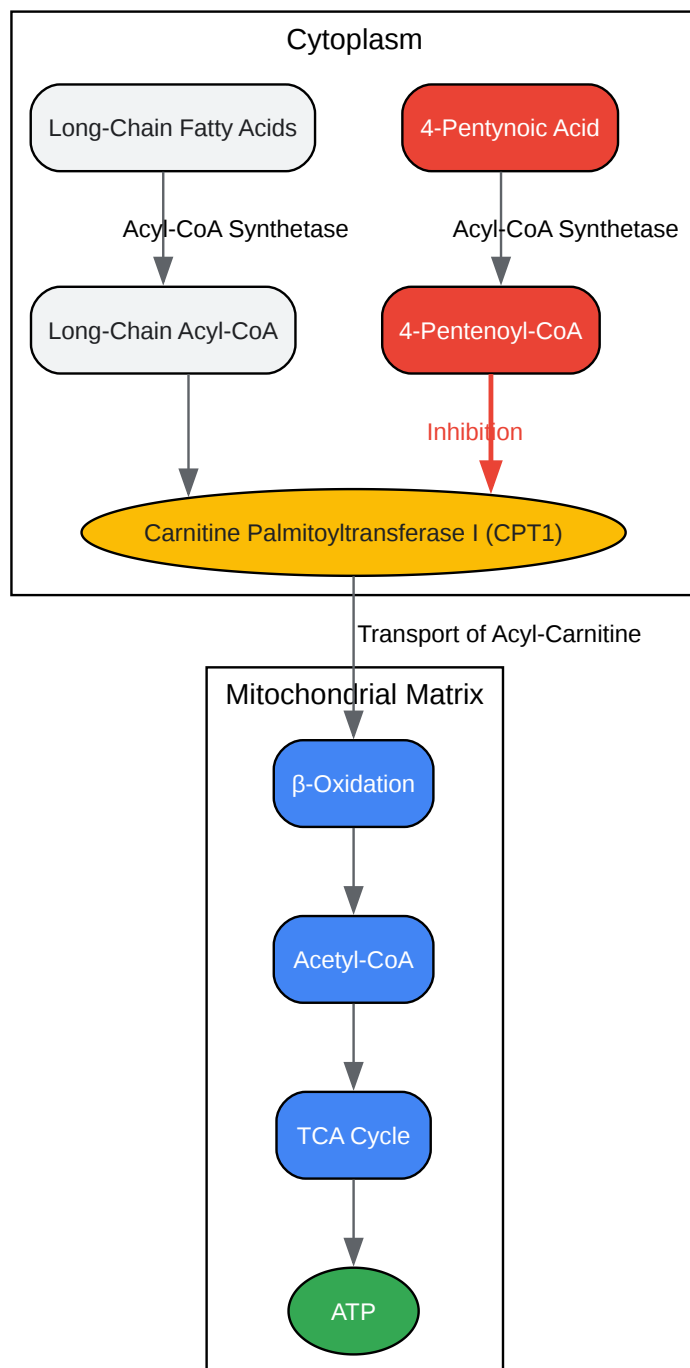 Cytoplasm
Long-Chain Fatty Acids
4-Pentynoic Acid
Acyl-CoA Synthetase
Acyl-CoA Synthetase
Long-Chain Acyl-CoA
4-Pentenoyl-CoA
Inhibition
Carnitine Palmitoyltransferase I (CPT1)
Transport of Acyl-Carnitine
Mitochondrial Matrix
β-Oxidation
Acetyl-CoA
TCA Cycle
ATP